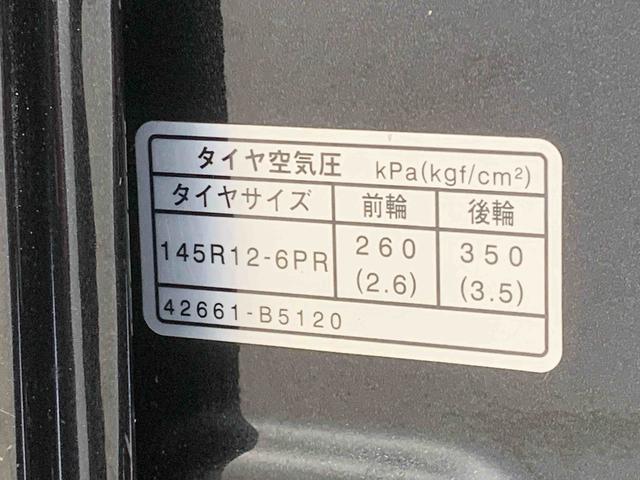 タイヤ空気圧 kPa(kgf/cm²)
タイヤサイズ 前輪 後輪
145R12-6PR 260 (2.6) 350 (3.5)
42661-B5120